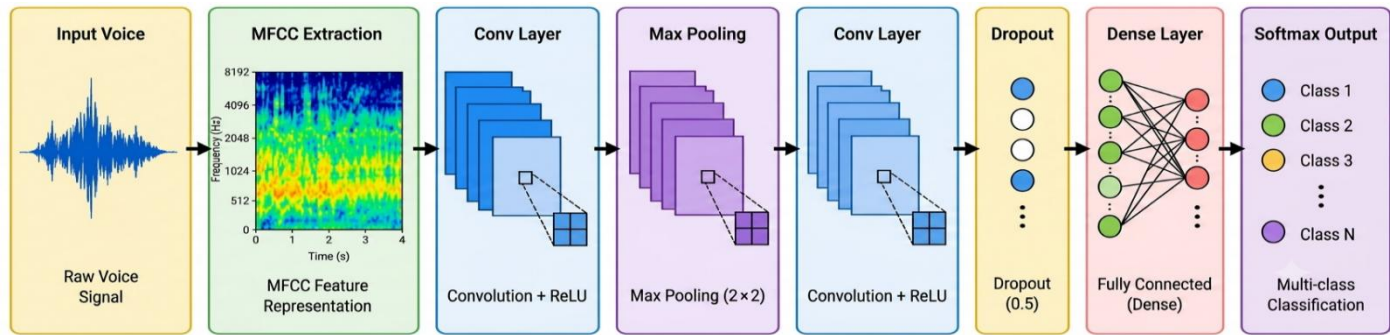 Input Voice
Raw Voice
Signal
MFCC Extraction
8192
4096
2048
1024
512
0
Frequency (Hz)
0
1
2
3
4
Time (s)
MFCC Feature
Representation
Conv Layer
Convolution + ReLU
Max Pooling
Max Pooling (2×2)
Conv Layer
Convolution + ReLU
Dropout
Dropout
(0.5)
Dense Layer
Fully Connected
(Dense)
Softmax Output
Class 1
Class 2
Class 3
Class N
Multi-class
Classification